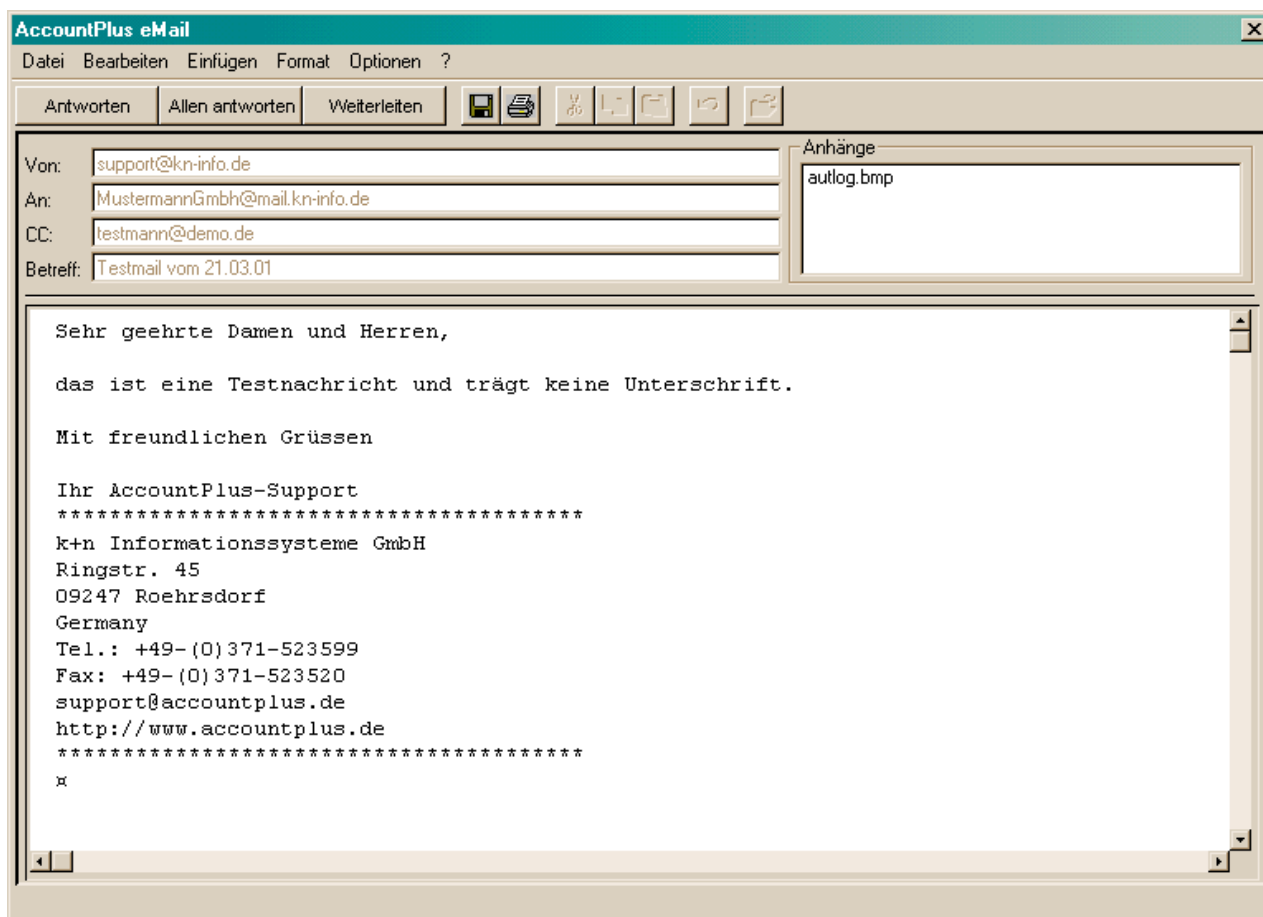 AccountPlus eMail
Datei Bearbeiten Einfügen Format Optionen ?
Antworten Allen antworten Weiterleiten
Von: support@kn-info.de
An: MustermannGmbh@mail.kn-info.de
CC: testmann@demo.de
Betreff: Testmail vom 21.03.01
Anhänge
autlog.bmp
Sehr geehrte Damen und Herren,
das ist eine Testnachricht und trägt keine Unterschrift.
Mit freundlichen Grüssen
Ihr AccountPlus-Support
****************************************
k+n Informationssysteme GmbH
Ringstr. 45
09247 Roehrsdorf
Germany
Tel.: +49-(0)371-523599
Fax: +49-(0)371-523520
support@accountplus.de
http://www.accountplus.de
****************************************
¤